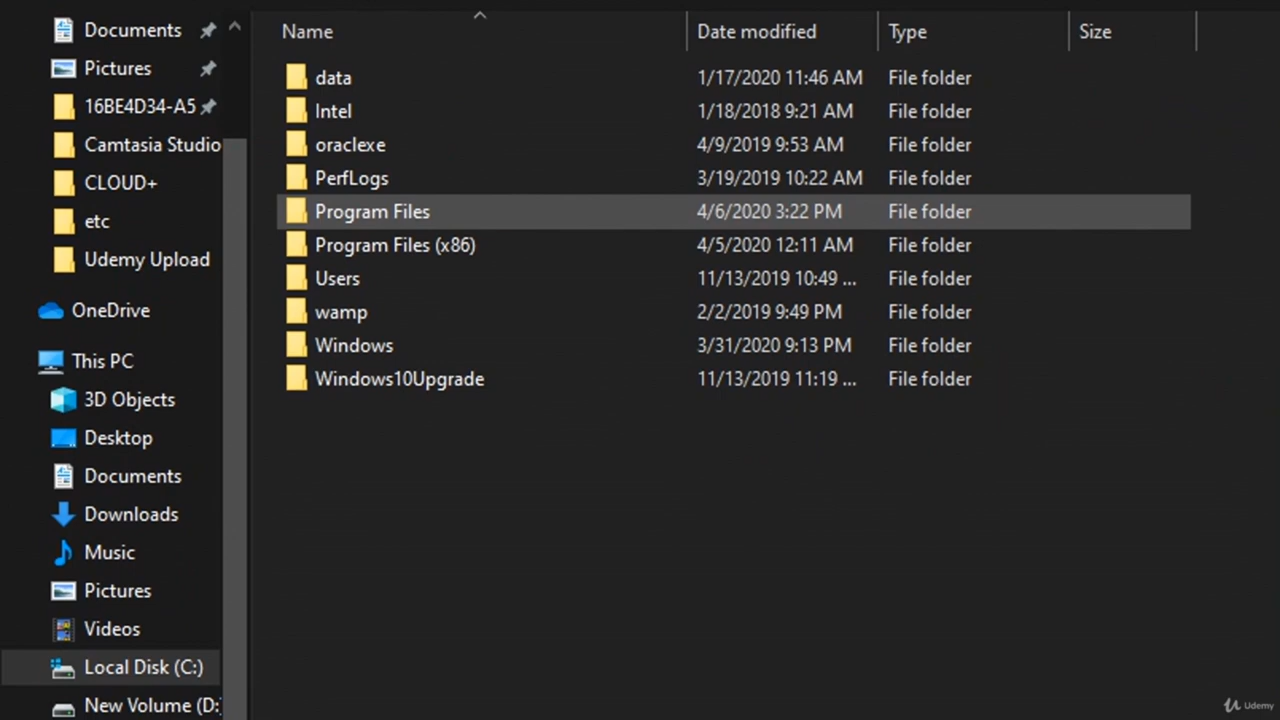 Documents
Pictures
16BE4D34-A5
Camtasia Studio
CLOUD+
etc
Udemy Upload
OneDrive
This PC
3D Objects
Desktop
Documents
Downloads
Music
Pictures
Videos
Local Disk (C:)
New Volume (D:
Name Date modified Type Size
data 1/17/2020 11:46 AM File folder
Intel 1/18/2018 9:21 AM File folder
oraclexe 4/9/2019 9:53 AM File folder
PerfLogs 3/19/2019 10:22 AM File folder
Program Files 4/6/2020 3:22 PM File folder
Program Files (x86) 4/5/2020 12:11 AM File folder
Users 11/13/2019 10:49 ... File folder
wamp 2/2/2019 9:49 PM File folder
Windows 3/31/2020 9:13 PM File folder
Windows10Upgrade 11/13/2019 11:19 ... File folder
Udemy